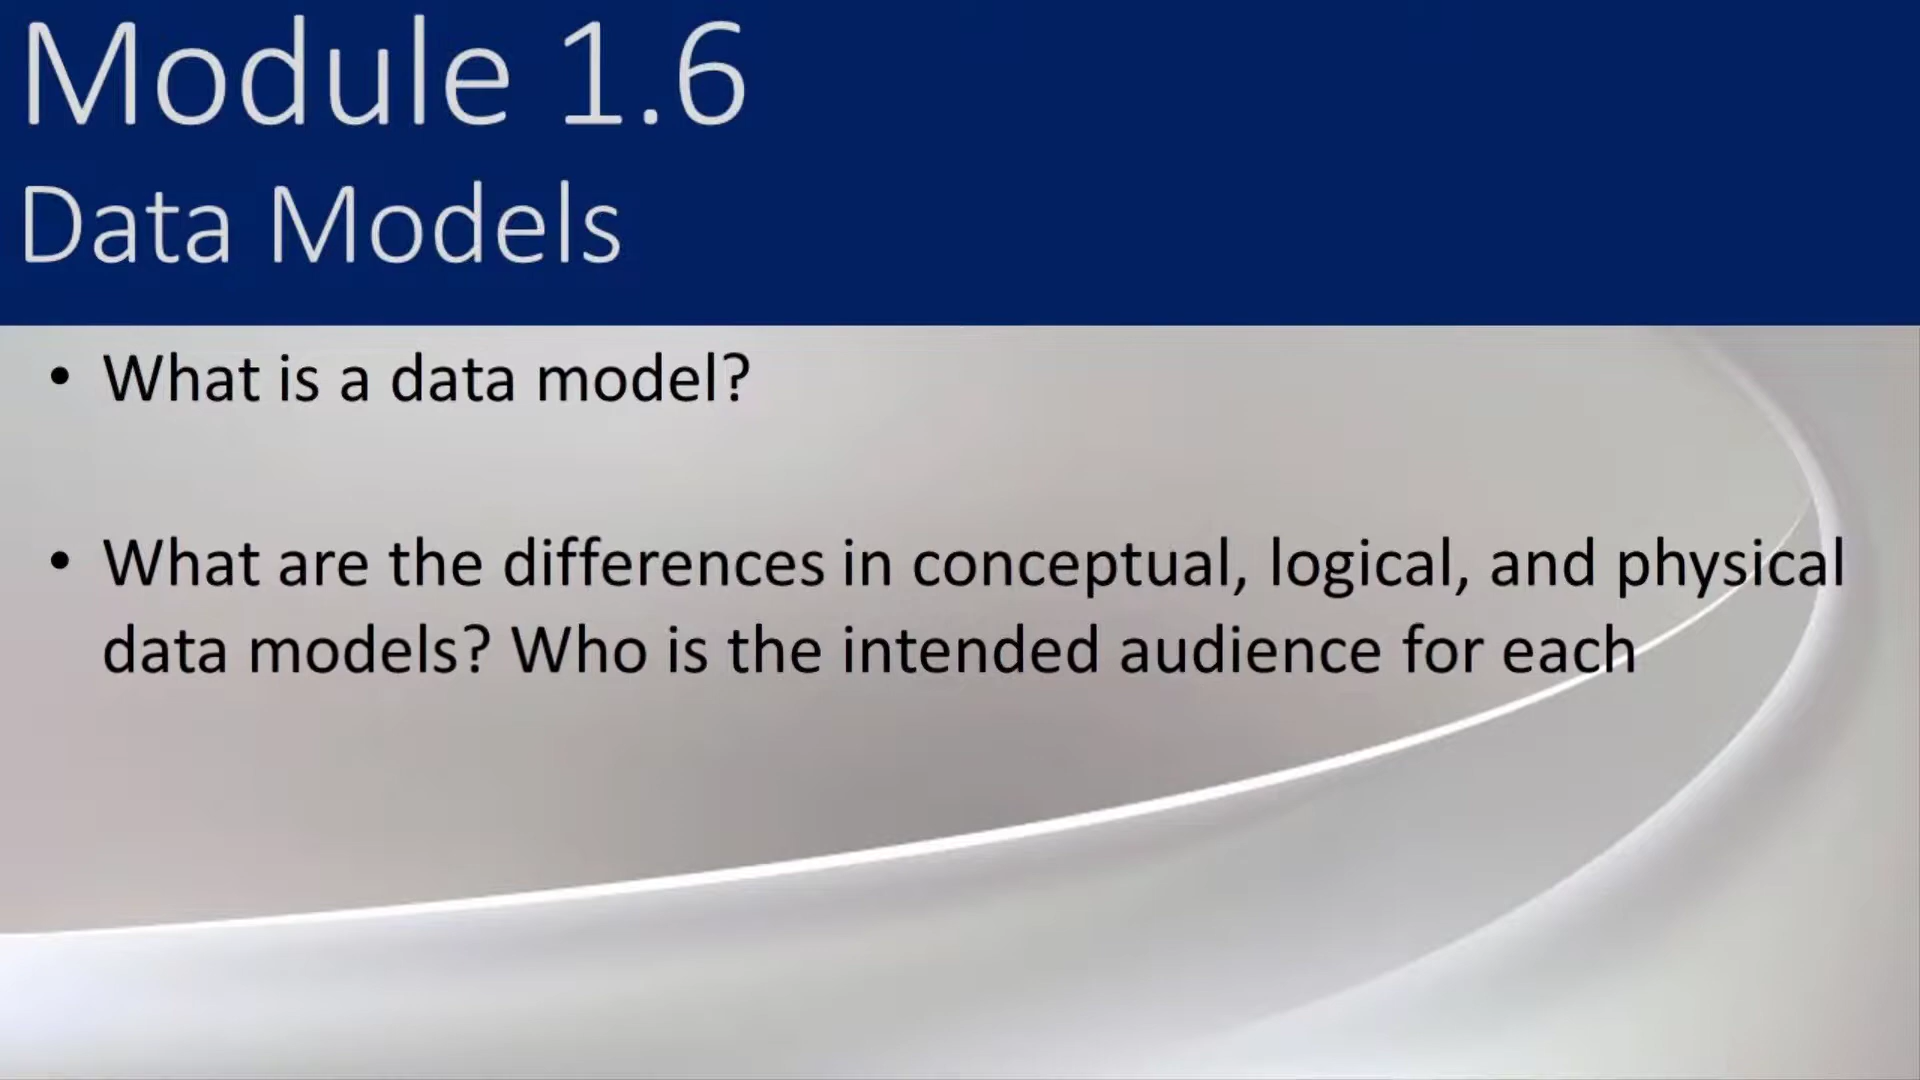 Module 1.6
Data Models
• What is a data model?
• What are the differences in conceptual, logical, and physical
data models? Who is the intended audience for each